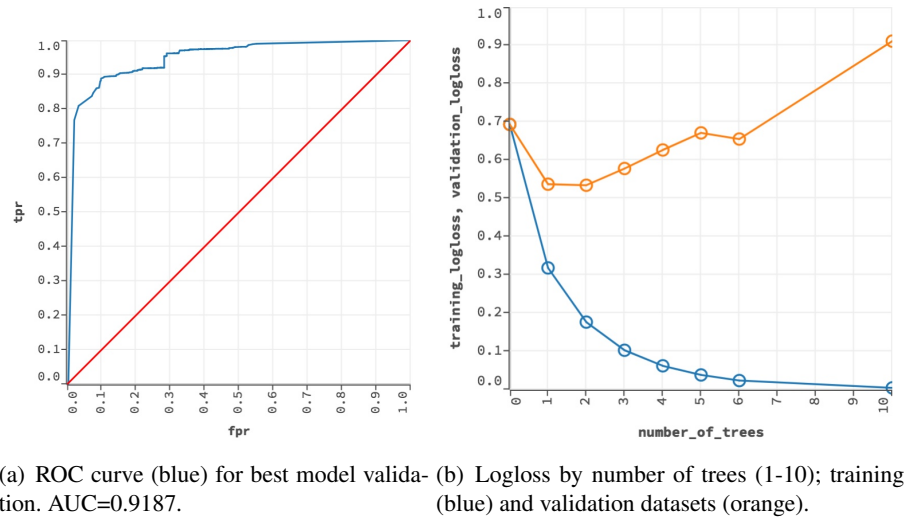 1.0
0.9
0.8
0.7
0.6
0.5
0.4
0.3
0.2
0.1
0.0
tpr
0.0 0.1 0.2 0.3 0.4 0.5 0.6 0.7 0.8 0.9 1.0
fpr
(a) ROC curve (blue) for best model valida-
tion. AUC=0.9187.
1.0
0.9
0.8
0.7
0.6
0.5
0.4
0.3
0.2
0.1
0.0
training_logloss, validation_logloss
0 1 2 3 4 5 6 7 8 9 10
number_of_trees
(b) Logloss by number of trees (1-10); training
(blue) and validation datasets (orange).